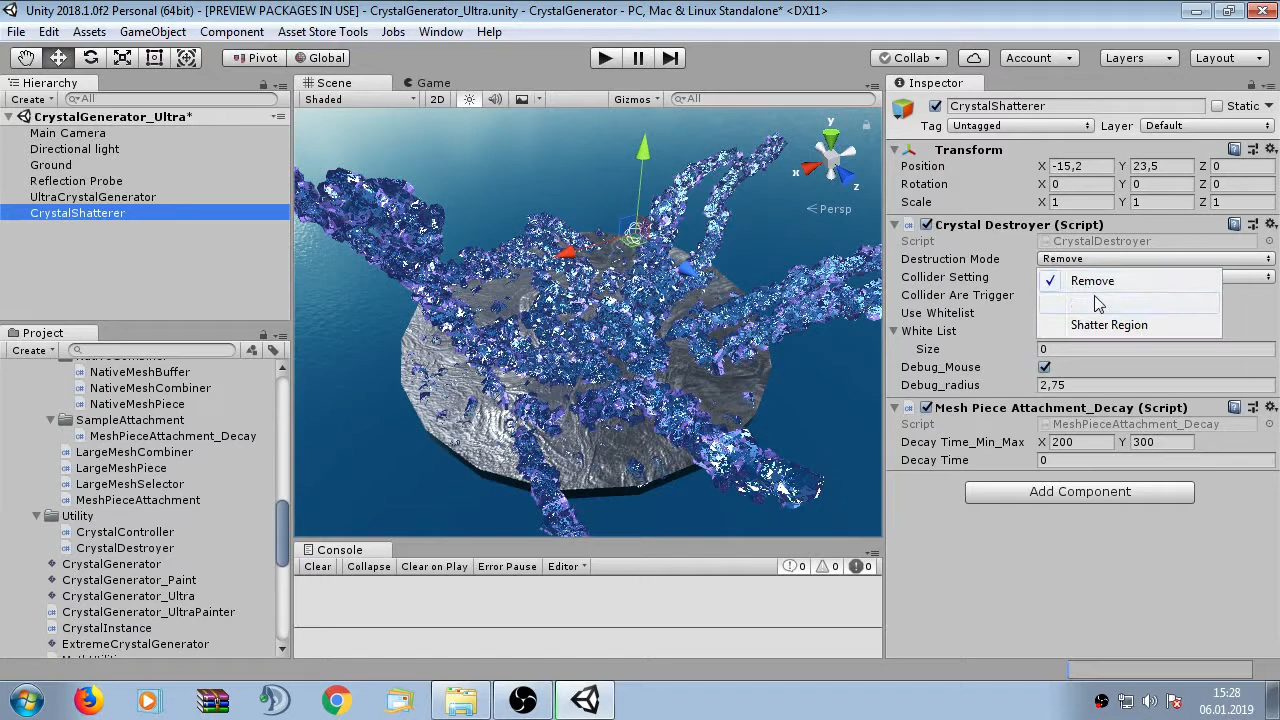 Unity 2018.1.0f2 Personal (64bit) - [PREVIEW PACKAGES IN USE] - CrystalGenerator_Ultra.unity - CrystalGenerator - PC, Mac & Linux Standalone* <DX11>
File Edit Assets GameObject Component Asset Store Tools Jobs Window Help
Pivot Global Collab Account Layers Layout
Hierarchy
Create All
CrystalGenerator_Ultra*
Main Camera
Directional light
Ground
Reflection Probe
UltraCrystalGenerator
CrystalShatterer
Project
Create
NativeMeshBuffer
NativeMeshCombiner
NativeMeshPiece
SampleAttachment
MeshPieceAttachment_Decay
LargeMeshCombiner
LargeMeshPiece
LargeMeshSelector
MeshPieceAttachment
Utility
CrystalController
CrystalDestroyer
CrystalGenerator
CrystalGenerator_Paint
CrystalGenerator_Ultra
CrystalGenerator_UltraPainter
CrystalInstance
ExtremeCrystalGenerator
Scene Game
Shaded 2D Gizmos All
y
x
z
Persp
Console
Clear Collapse Clear on Play Error Pause Editor 0 0 0
Inspector
CrystalShatterer Static
Tag Untagged Layer Default
Transform
Position X -15,2 Y 23,5 Z 0
Rotation X 0 Y 0 Z 0
Scale X 1 Y 1 Z 1
Crystal Destroyer (Script)
Script CrystalDestroyer
Destruction Mode Remove
Collider Setting
Remove
Collider Are Trigger
Use Whitelist
Shatter Region
White List
Size 0
Debug_Mouse
Debug_radius 2,75
Mesh Piece Attachment_Decay (Script)
Script MeshPieceAttachment_Decay
Decay Time_Min_Max X 200 Y 300
Decay Time 0
Add Component
15:28
06.01.2019